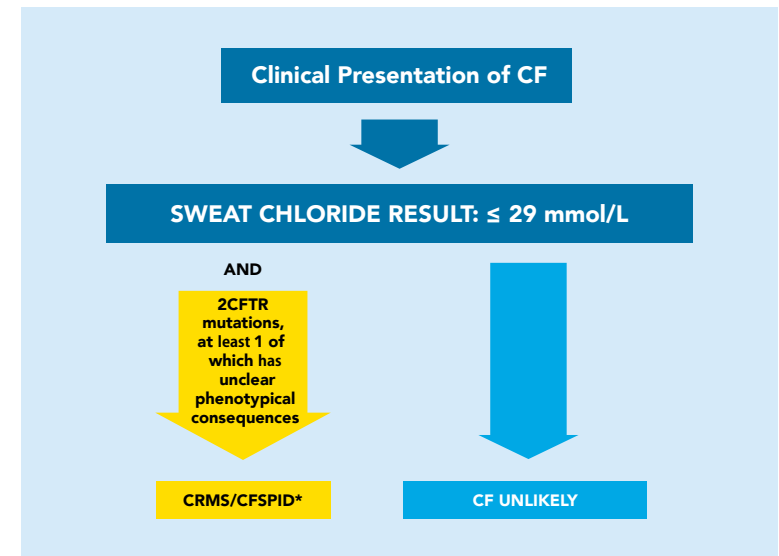 Clinical Presentation of CF
SWEAT CHLORIDE RESULT: ≤ 29 mmol/L
AND
2CFTR
mutations,
at least 1 of
which has
unclear
phenotypical
consequences
CRMS/CFSPID*
CF UNLIKELY